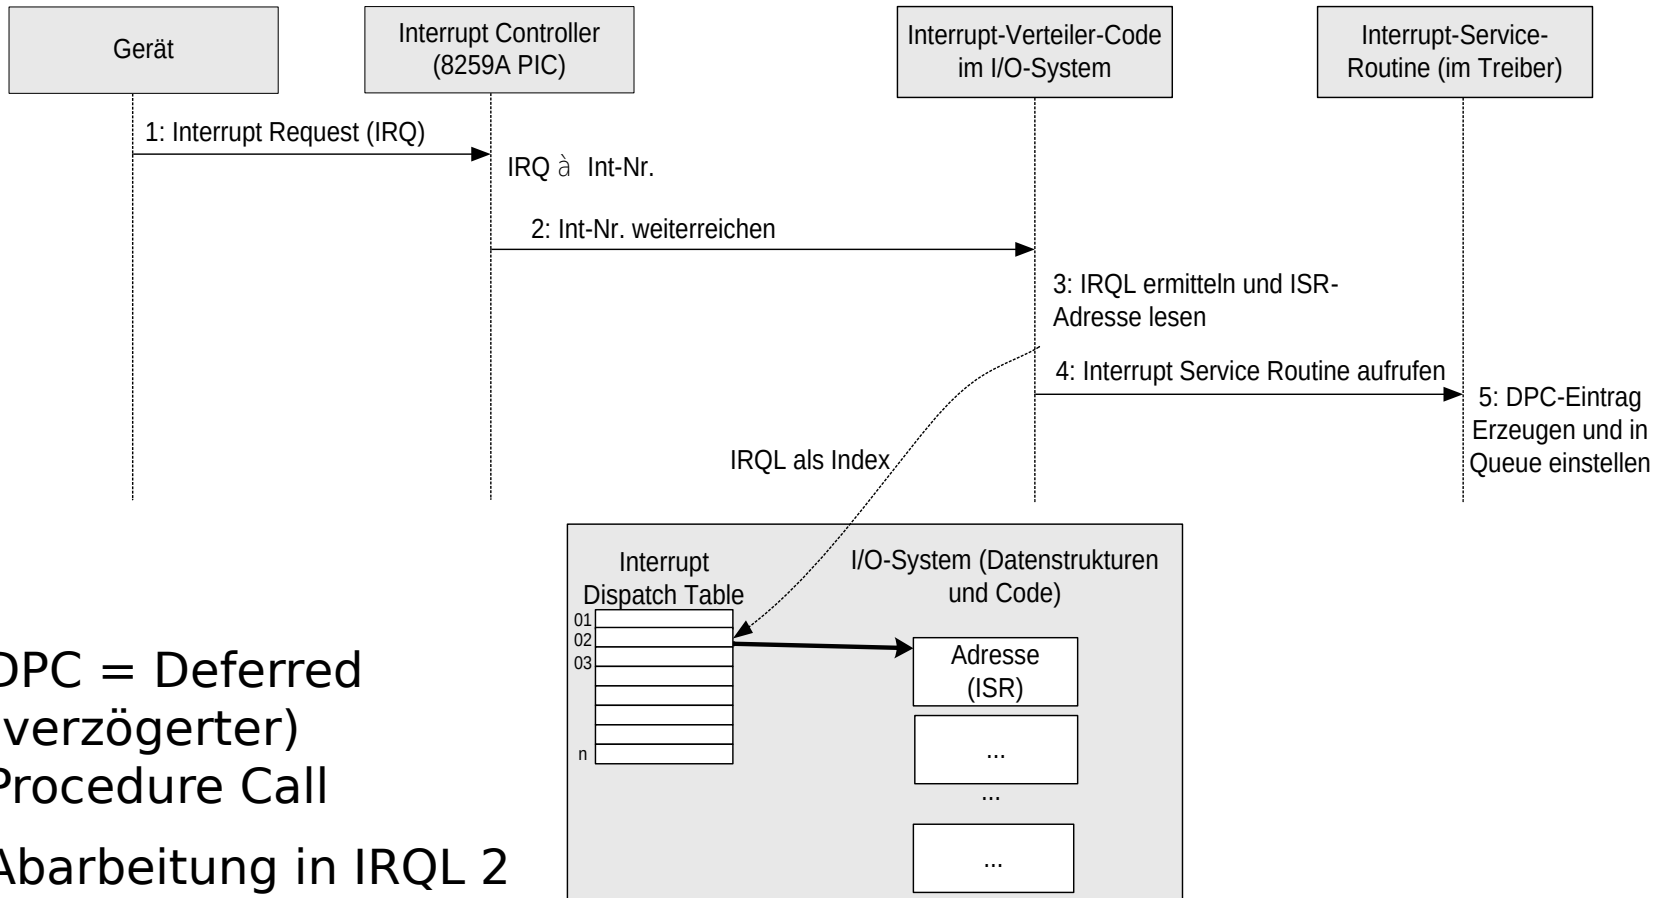 Gerät
Interrupt Controller
(8259A PIC)
Interrupt-Verteiler-Code
im I/O-System
Interrupt-Service-
Routine (im Treiber)
1: Interrupt Request (IRQ)
IRQ à Int-Nr.
2: Int-Nr. weiterreichen
3: IRQL ermitteln und ISR-
Adresse lesen
4: Interrupt Service Routine aufrufen
5: DPC-Eintrag
Erzeugen und in
Queue einstellen
IRQL als Index
Interrupt
Dispatch Table
I/O-System (Datenstrukturen
und Code)
01
02
03
n
Adresse
(ISR)
...
...
...
DPC = Deferred
verzögerter)
Procedure Call
Abarbeitung in IRQL 2